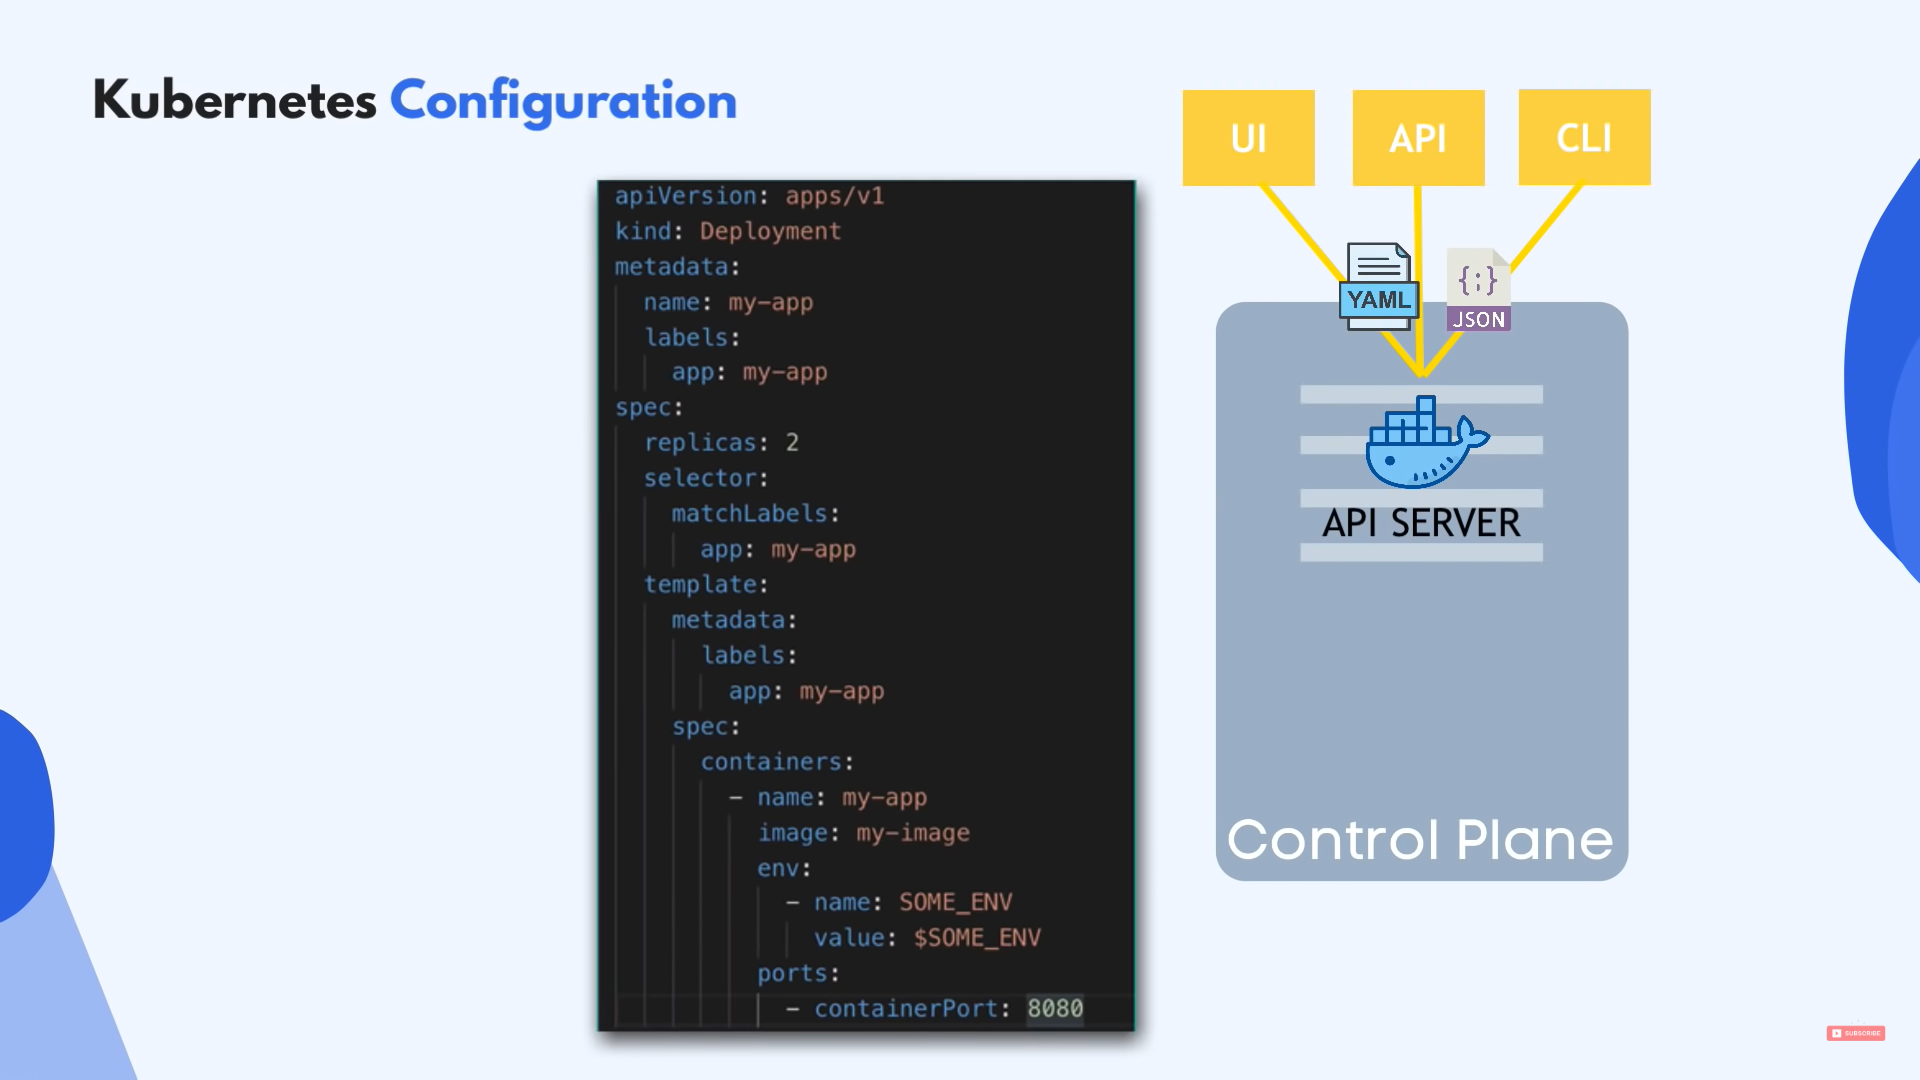 Kubernetes Configuration
apiVersion: apps/v1
kind: Deployment
metadata:
  name: my-app
  labels:
    app: my-app
spec:
  replicas: 2
  selector:
    matchLabels:
      app: my-app
  template:
    metadata:
      labels:
        app: my-app
    spec:
      containers:
        - name: my-app
          image: my-image
          env:
            - name: SOME_ENV
              value: $SOME_ENV
          ports:
            - containerPort: 8080
UI
API
CLI
YAML
{;}
JSON
API SERVER
Control Plane
SUBSCRIBE